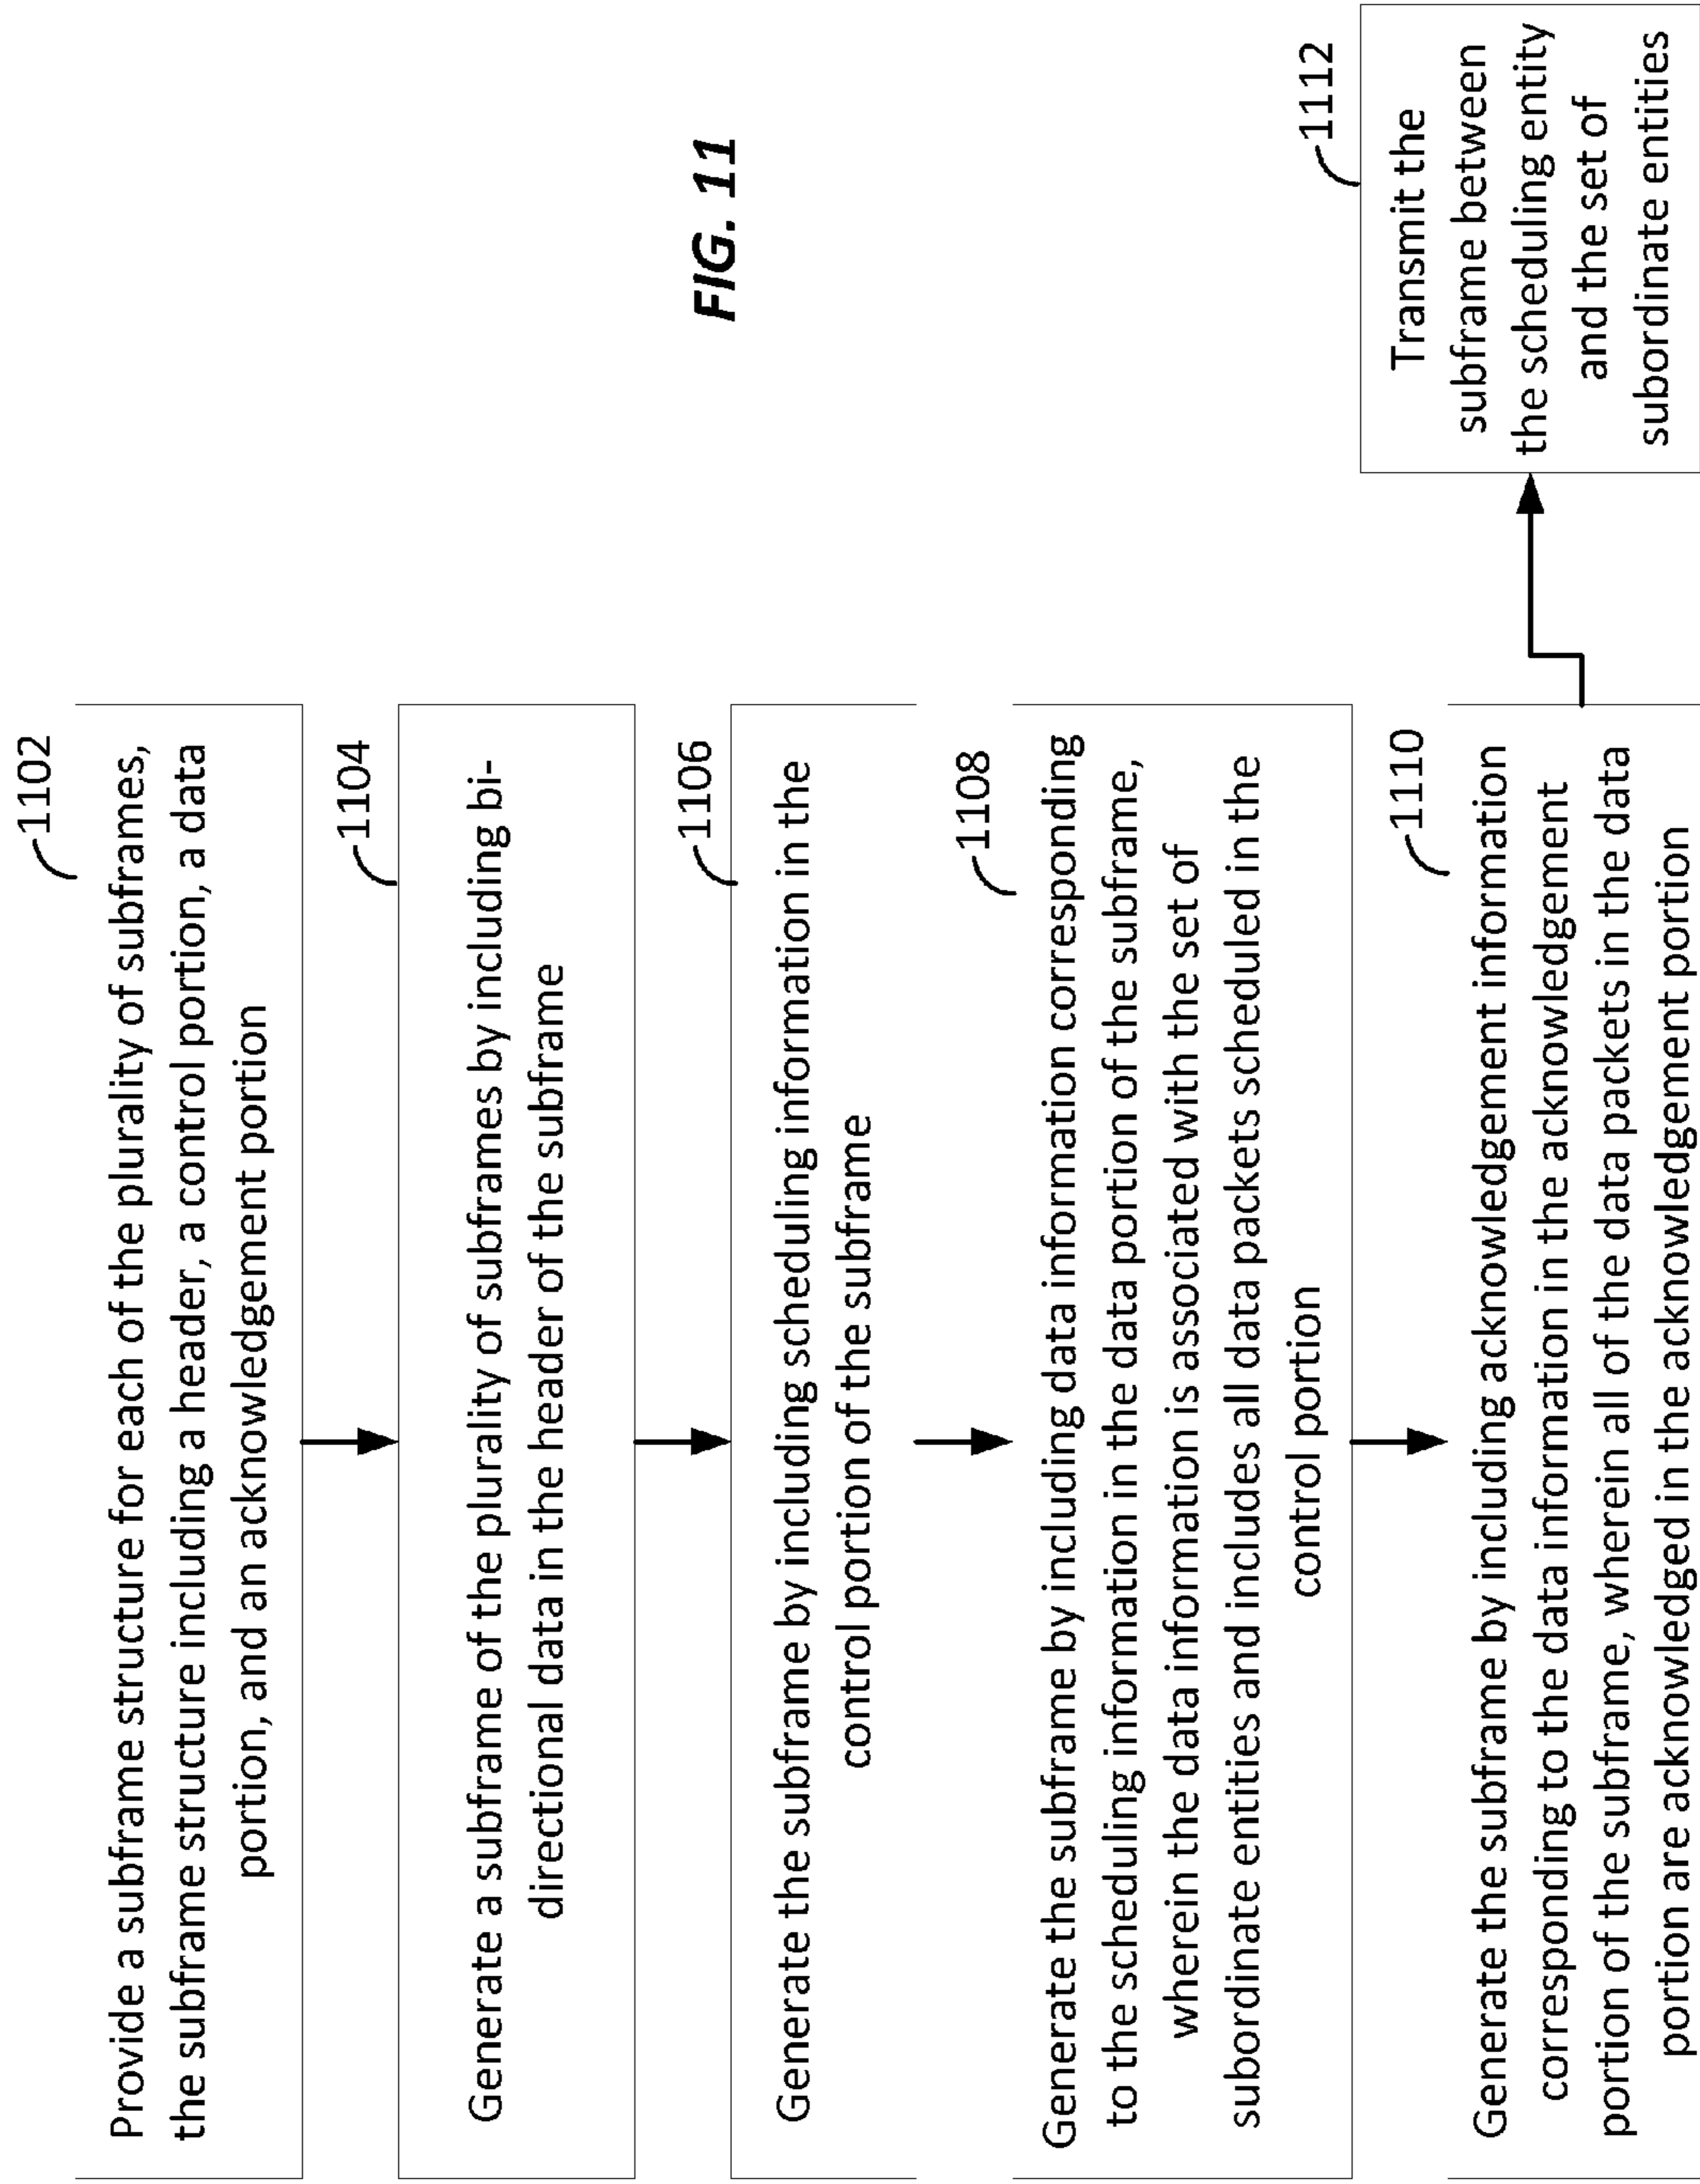 1102
Provide a subframe structure for each of the plurality of subframes,
the subframe structure including a header, a control portion, a data
portion, and an acknowledgement portion
1104
Generate a subframe of the plurality of subframes by including bi-
directional data in the header of the subframe
1106
Generate the subframe by including scheduling information in the
control portion of the subframe
1108
Generate the subframe by including data information corresponding
to the scheduling information in the data portion of the subframe,
wherein the data information is associated with the set of
subordinate entities and includes all data packets scheduled in the
control portion
1110
Generate the subframe by including acknowledgement information
corresponding to the data information in the acknowledgement
portion of the subframe, wherein all of the data packets in the data
portion are acknowledged in the acknowledgement portion
1112
Transmit the
subframe between
the scheduling entity
and the set of
subordinate entities
FIG. 11